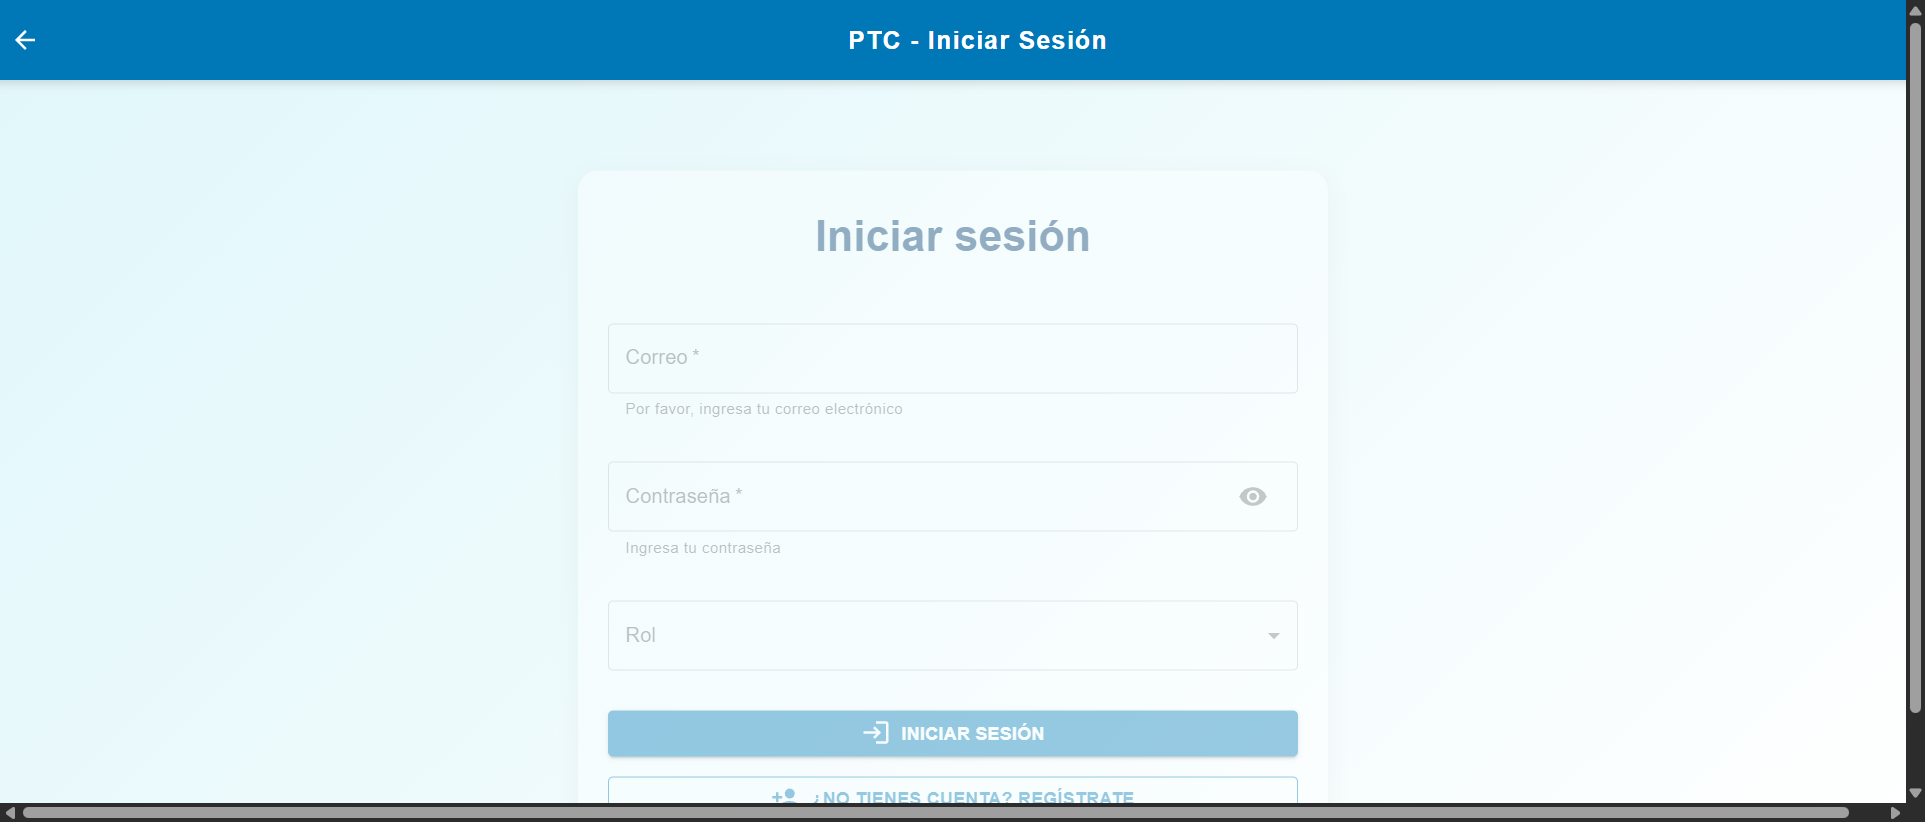 PTC - Iniciar Sesión
Iniciar sesión
Correo *
Por favor, ingresa tu correo electrónico
Contraseña *
Ingresa tu contraseña
Rol
INICIAR SESIÓN
¿NO TIENES CUENTA? REGÍSTRATE